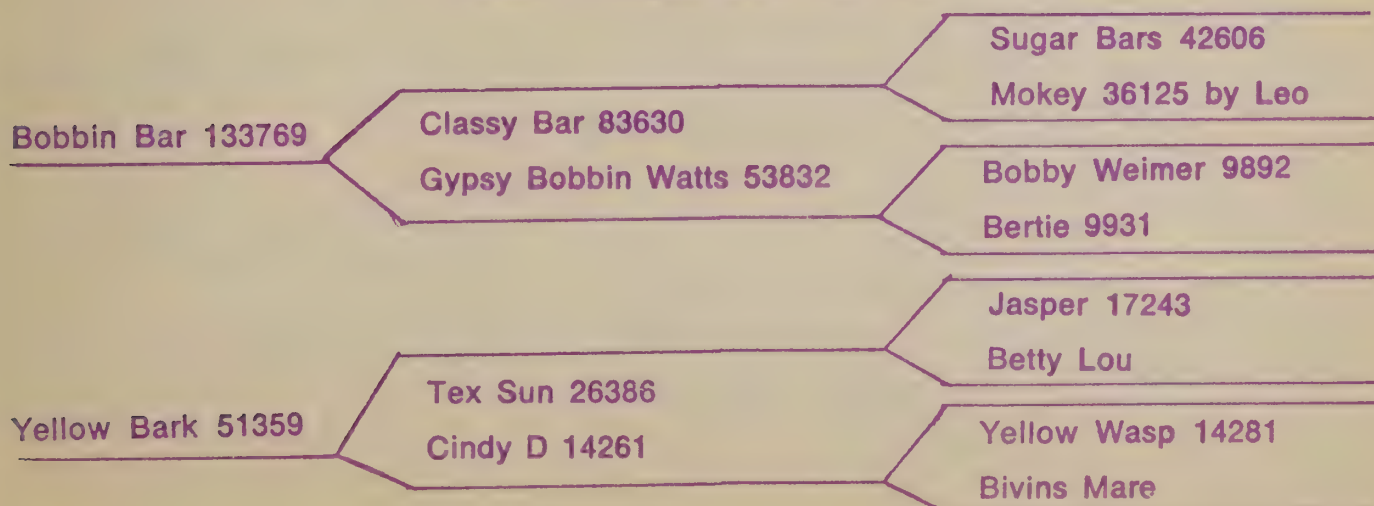 Bobbin Bar 133769
Classy Bar 83630
Gypsy Bobbin Watts 53832
Sugar Bars 42606
Mokey 36125 by Leo
Bobby Weimer 9892
Bertie 9931
Yellow Bark 51359
Tex Sun 26386
Cindy D 14261
Jasper 17243
Betty Lou
Yellow Wasp 14281
Bivins Mare